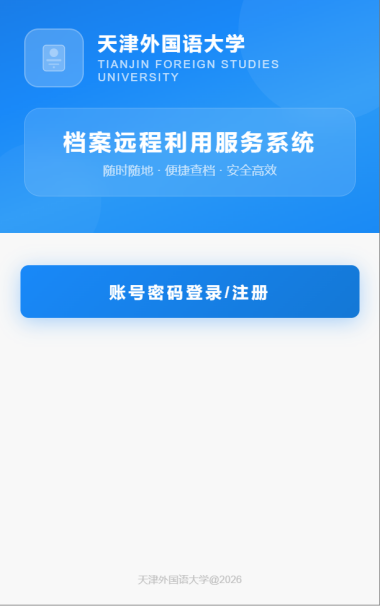 天津外国语大学
TIANJIN FOREIGN STUDIES
UNIVERSITY
档案远程利用服务系统
随时随地 · 便捷查档 · 安全高效
账号密码登录/注册
天津外国语大学@2026